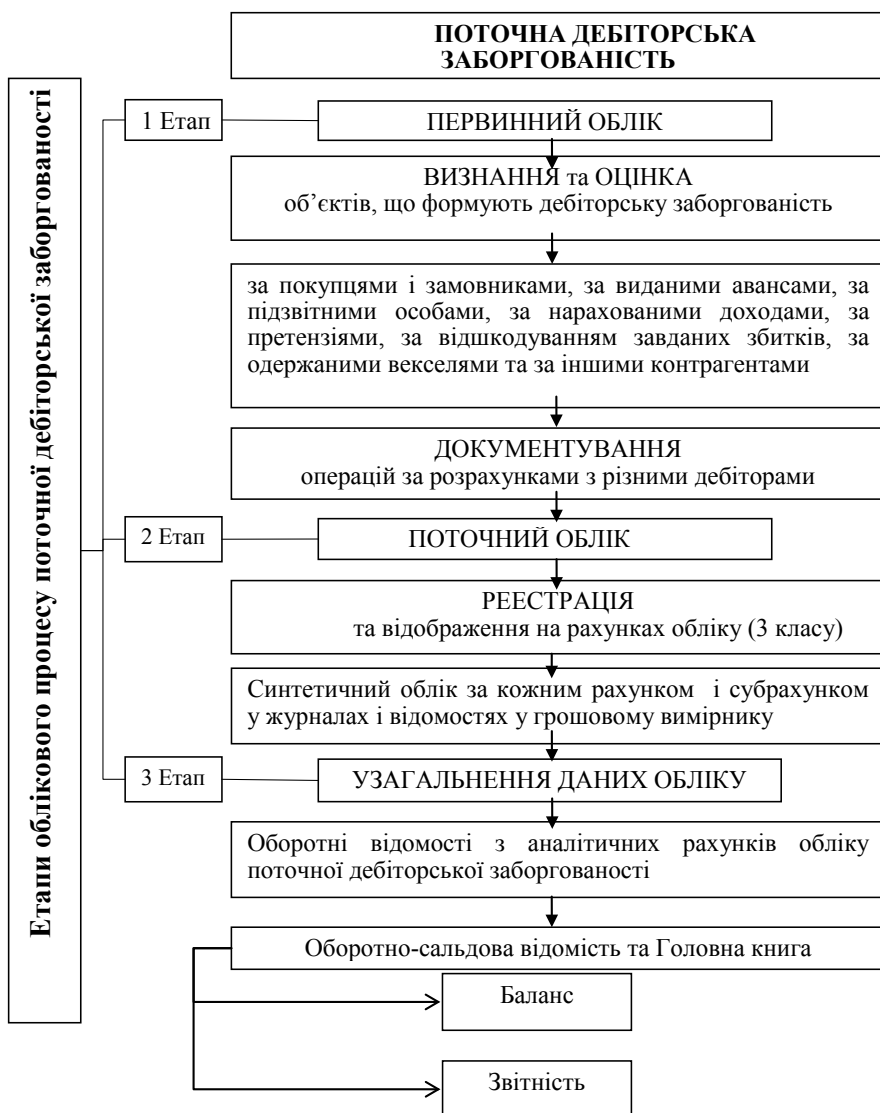 ПОТОЧНА ДЕБІТОРСЬКА
ЗАБОРГОВАНІСТЬ
Етапи облікового процесу поточної дебіторської заборгованості
1 Етап
ПЕРВИННИЙ ОБЛІК
ВИЗНАННЯ та ОЦІНКА
об’єктів, що формують дебіторську заборгованість
за покупцями і замовниками, за виданими авансами, за
підзвітними особами, за нарахованими доходами, за
претензіями, за відшкодуванням завданих збитків, за
одержаними векселями та за іншими контрагентами
ДОКУМЕНТУВАННЯ
операцій за розрахунками з різними дебіторами
2 Етап
ПОТОЧНИЙ ОБЛІК
РЕЕСТРАЦІЯ
та відображення на рахунках обліку (3 класу)
Синтетичний облік за кожним рахунком і субрахунком
у журналах і відомостях у грошовому вимірнику
3 Етап
УЗАГАЛЬНЕННЯ ДАНИХ ОБЛІКУ
Оборотні відомості з аналітичних рахунків обліку
поточної дебіторської заборгованості
Оборотно-сальдова відомість та Головна книга
Баланс
Звітність